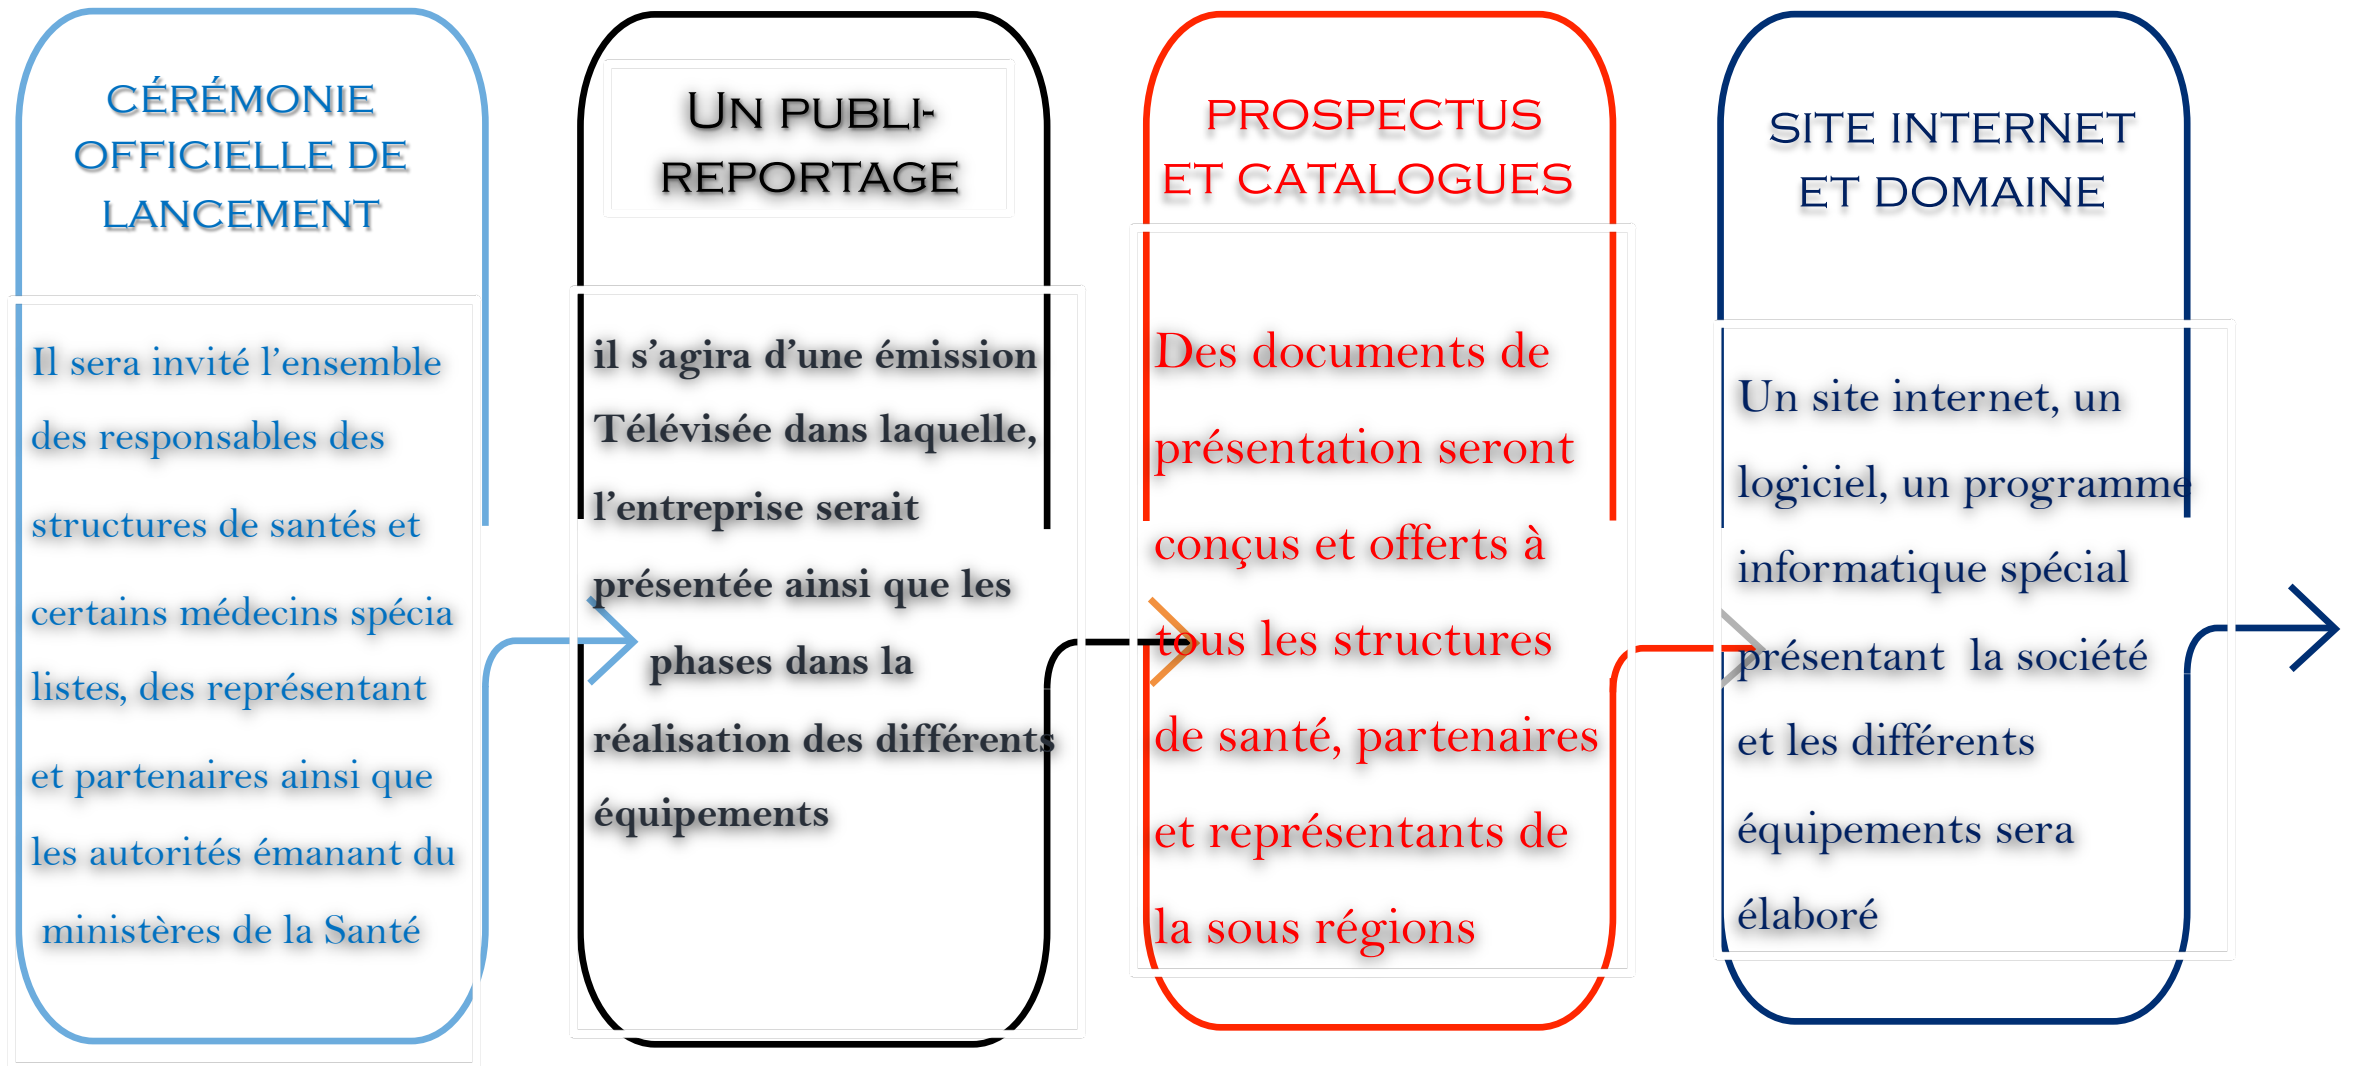 CÉRÉMONIE
OFFICIELLE DE
LANCEMENT
Il sera invité l’ensemble
des responsables des
structures de santés et
certains médecins spécia
listes, des représentant
et partenaires ainsi que
les autorités émanant du
ministères de la Santé
UN PUBLI-
REPORTAGE
il s’agira d’une émission
Télévisée dans laquelle,
l’entreprise serait
présentée ainsi que les
phases dans la
réalisation des différents
équipements
PROSPECTUS
ET CATALOGUES
Des documents de
présentation seront
conçus et offerts à
tous les structures
de santé, partenaires
et représentants de
la sous régions
SITE INTERNET
ET DOMAINE
Un site internet, un
logiciel, un programme
informatique spécial
présentant la société
et les différents
équipements sera
élaboré